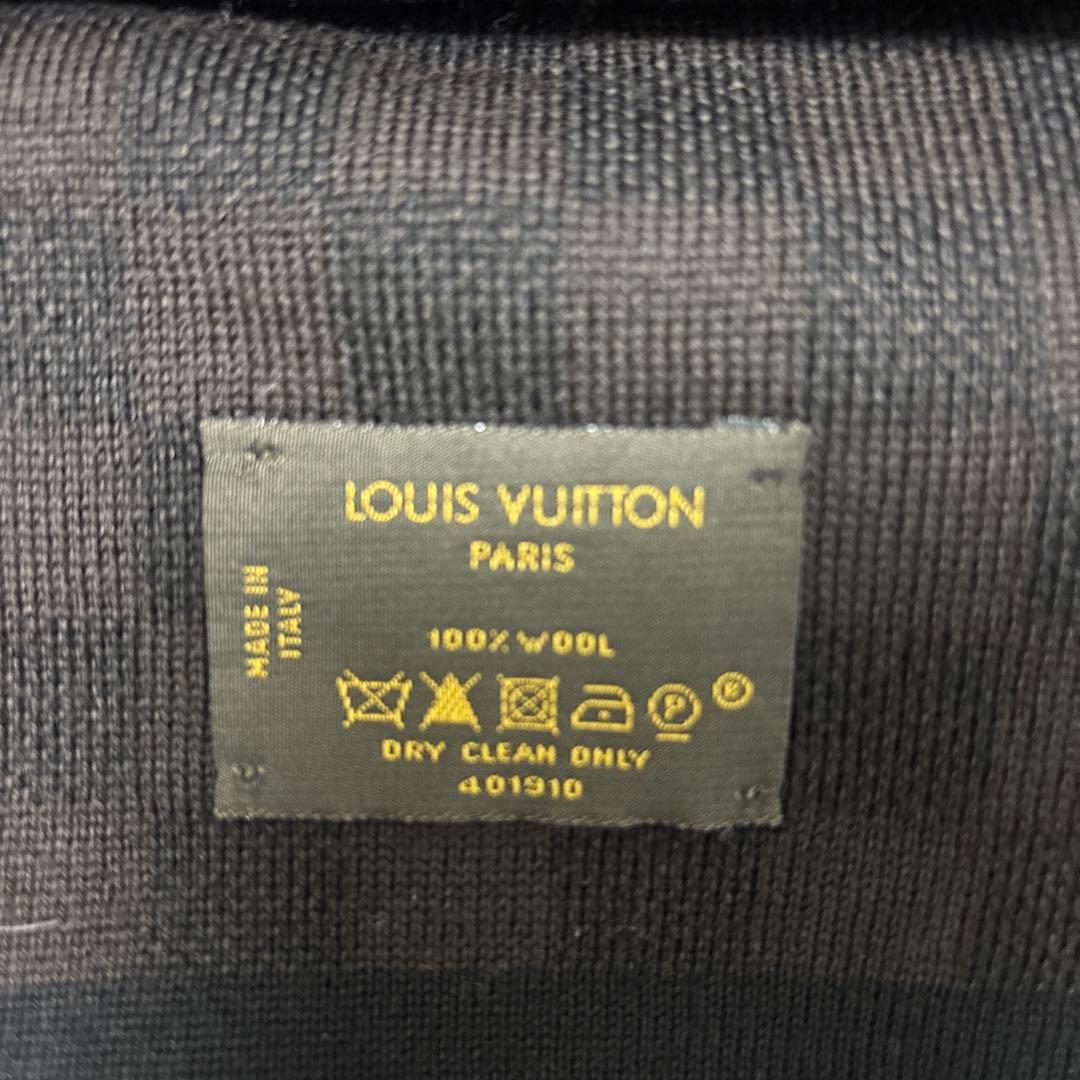 LOUIS VUITTON
PARIS
MADE IN
ITALY
100% WOOL
P
DRY CLEAN ONLY
401910